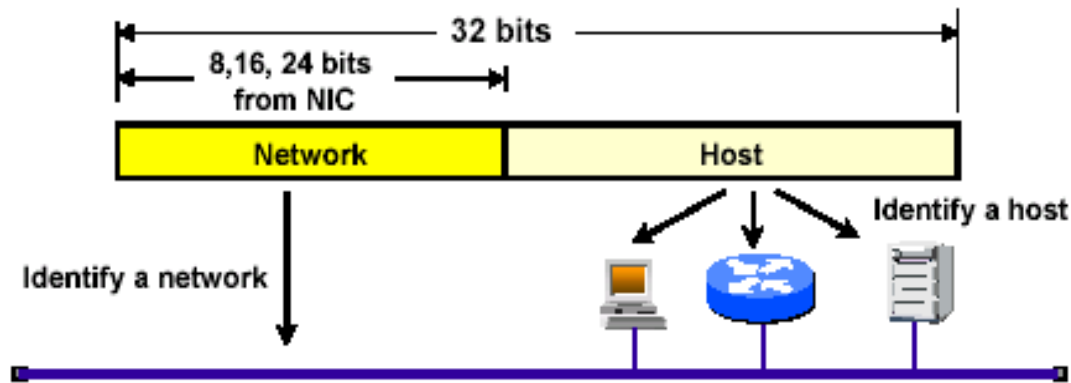 32 bits
8,16, 24 bits
from NIC
Network
Host
Identify a host
Identify a network